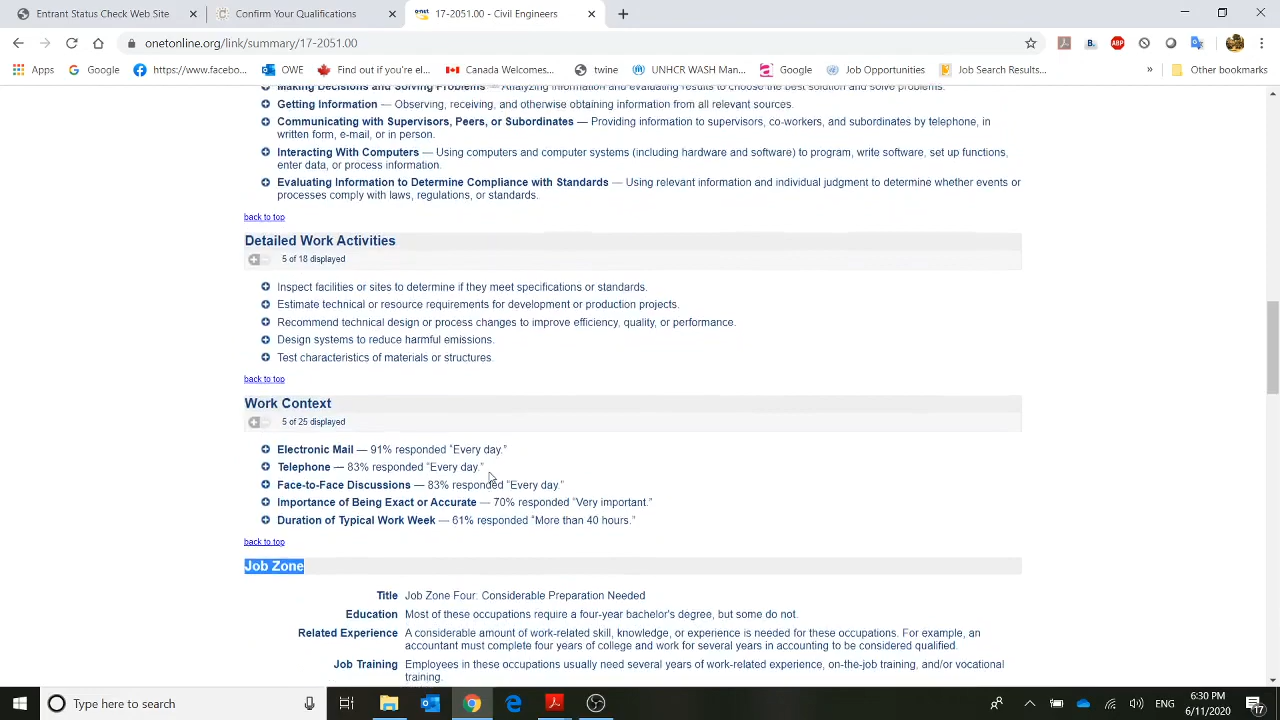 Entrant Status Check Web Site
Confirm Your Qualifications
17-2051.00 - Civil Engineers
onetonline.org/link/summary/17-2051.00
Apps
Google
https://www.facebo...
OWE
Find out if you're el...
Canada Welcomes...
twine
UNHCR WASH Man...
Google
Job Opportunities
Job Search Results...
»
Other bookmarks
Making Decisions and Solving Problems — Analyzing information and evaluating results to choose the best solution and solve problems.
Getting Information — Observing, receiving, and otherwise obtaining information from all relevant sources.
Communicating with Supervisors, Peers, or Subordinates — Providing information to supervisors, co-workers, and subordinates by telephone, in
written form, e-mail, or in person.
Interacting With Computers — Using computers and computer systems (including hardware and software) to program, write software, set up functions,
enter data, or process information.
Evaluating Information to Determine Compliance with Standards — Using relevant information and individual judgment to determine whether events or
processes comply with laws, regulations, or standards.
back to top
Detailed Work Activities
5 of 18 displayed
Inspect facilities or sites to determine if they meet specifications or standards.
Estimate technical or resource requirements for development or production projects.
Recommend technical design or process changes to improve efficiency, quality, or performance.
Design systems to reduce harmful emissions.
Test characteristics of materials or structures.
back to top
Work Context
5 of 25 displayed
Electronic Mail — 91% responded “Every day.”
Telephone — 83% responded “Every day.”
Face-to-Face Discussions — 83% responded “Every day.”
Importance of Being Exact or Accurate — 70% responded “Very important.”
Duration of Typical Work Week — 61% responded “More than 40 hours.”
back to top
Job Zone
Title Job Zone Four: Considerable Preparation Needed
Education Most of these occupations require a four-year bachelor's degree, but some do not.
Related Experience A considerable amount of work-related skill, knowledge, or experience is needed for these occupations. For example, an
accountant must complete four years of college and work for several years in accounting to be considered qualified.
Job Training Employees in these occupations usually need several years of work-related experience, on-the-job training, and/or vocational
training.
Type here to search
ENG
6:30 PM
6/11/2020
17